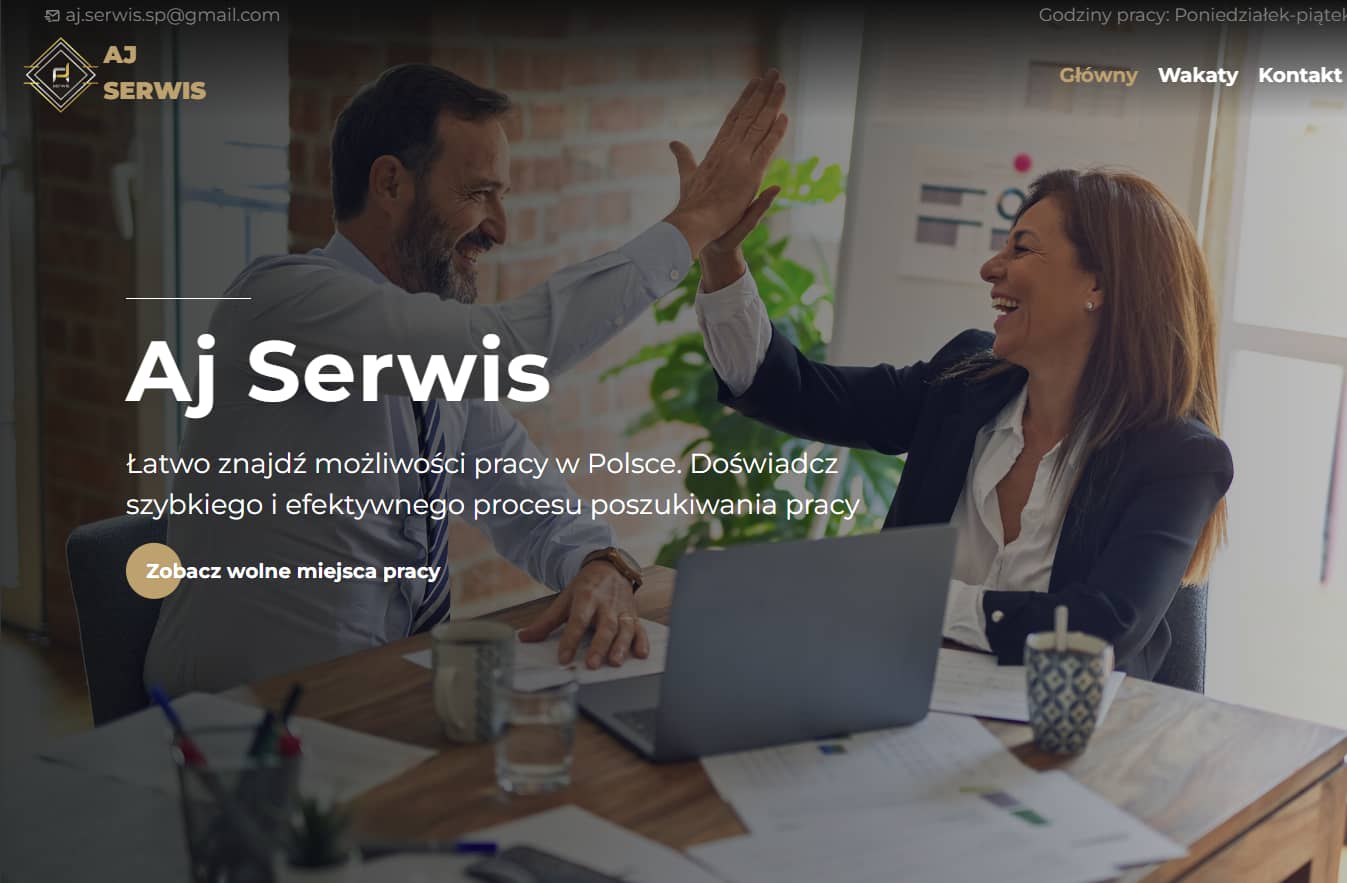 aj.serwis.sp@gmail.com
Godziny pracy: Poniedziałek-piątek
AJ
SERWIS
Główny Wakaty Kontakt
Aj Serwis
Łatwo znajdź możliwości pracy w Polsce. Doświadcz
szybkiego i efektywnego procesu poszukiwania pracy
Zobacz wolne miejsca pracy